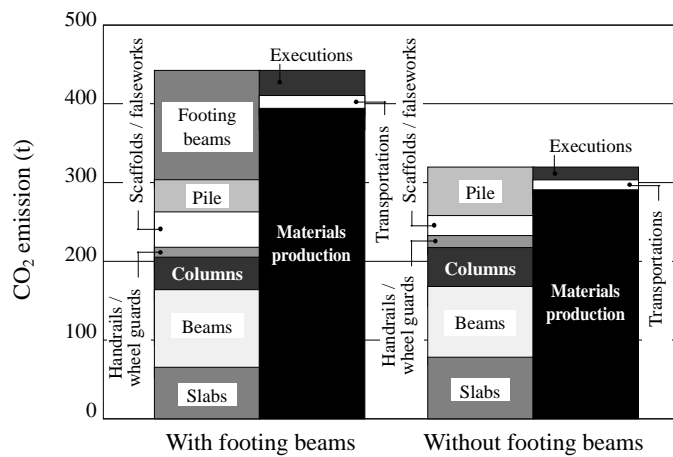 500
400
300
200
100
0
CO2 emission (t)
Scaffolds / falseworks
Handrails /
wheel guards
Footing
beams
Pile
Columns
Beams
Slabs
Executions
Transportations
Materials
production
With footing beams
Scaffolds / falseworks
Handrails /
wheel guards
Pile
Columns
Beams
Slabs
Executions
Transportations
Materials
production
Without footing beams